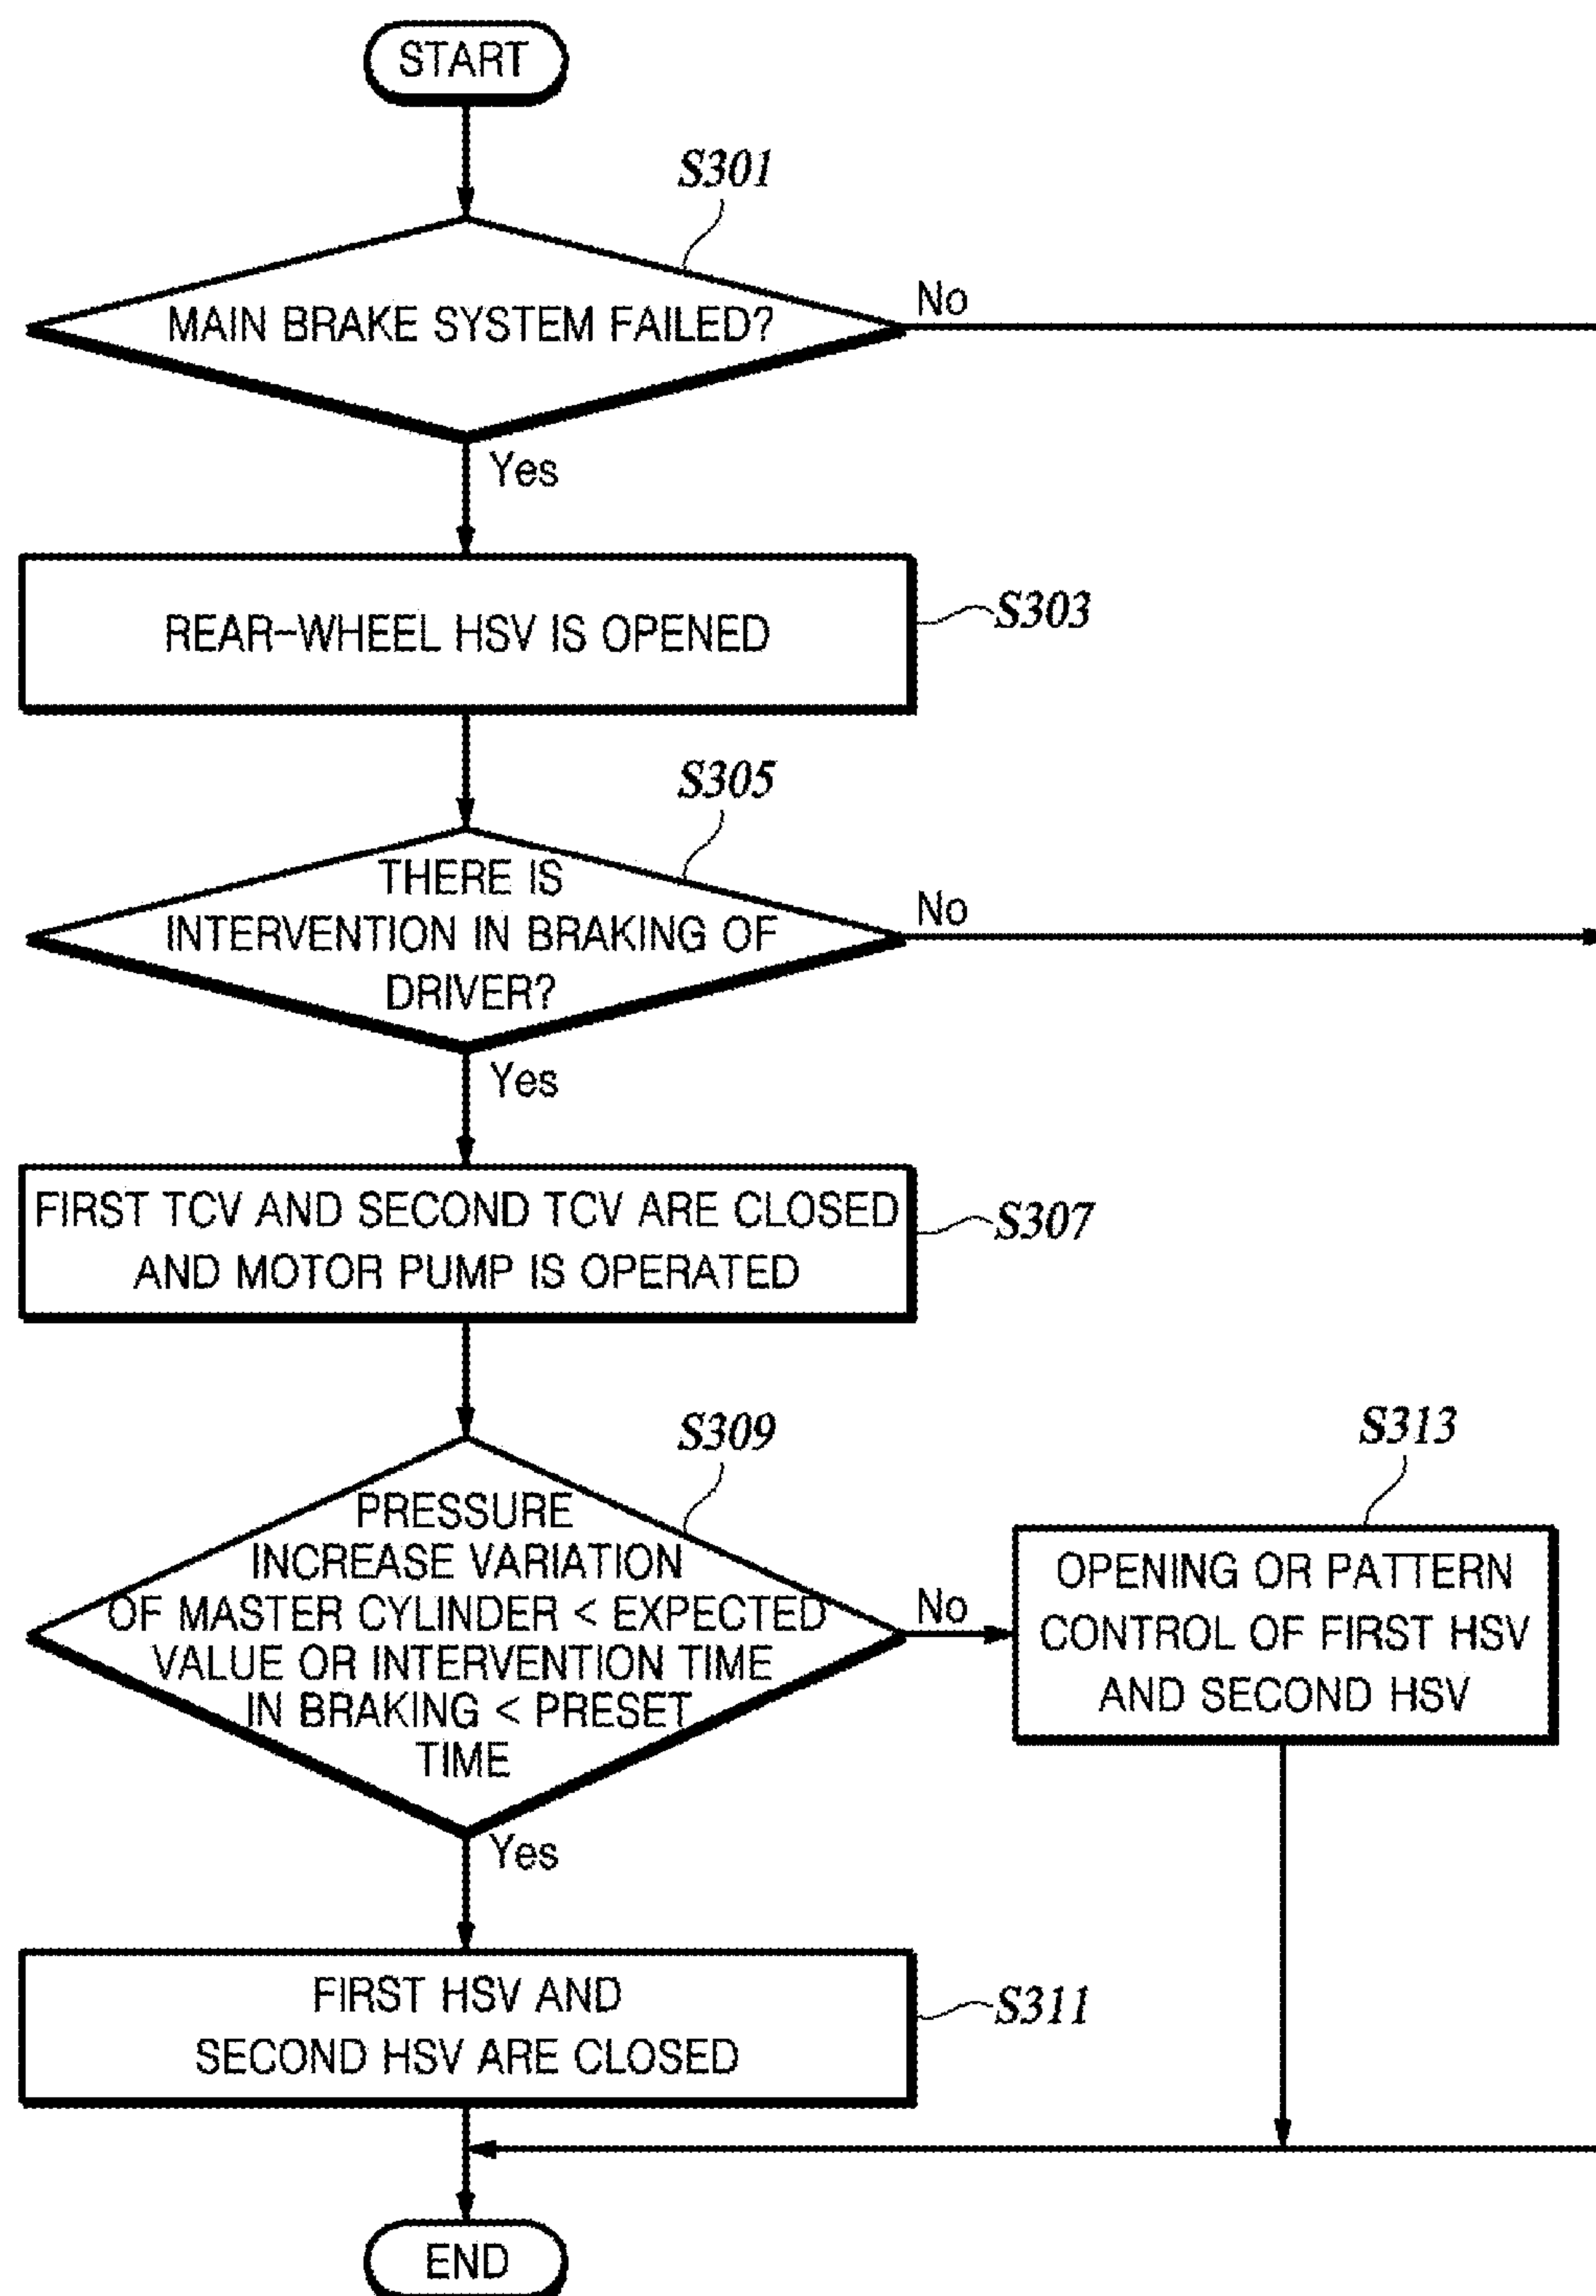 START
S301
MAIN BRAKE SYSTEM FAILED?
No
Yes
REAR-WHEEL HSV IS OPENED
S303
S305
THERE IS
INTERVENTION IN BRAKING OF
DRIVER?
No
Yes
FIRST TCV AND SECOND TCV ARE CLOSED
AND MOTOR PUMP IS OPERATED
S307
S309
PRESSURE
INCREASE VARIATION
OF MASTER CYLINDER < EXPECTED
VALUE OR INTERVENTION TIME
IN BRAKING < PRESET
TIME
No
S313
OPENING OR PATTERN
CONTROL OF FIRST HSV
AND SECOND HSV
Yes
FIRST HSV AND
SECOND HSV ARE CLOSED
S311
END